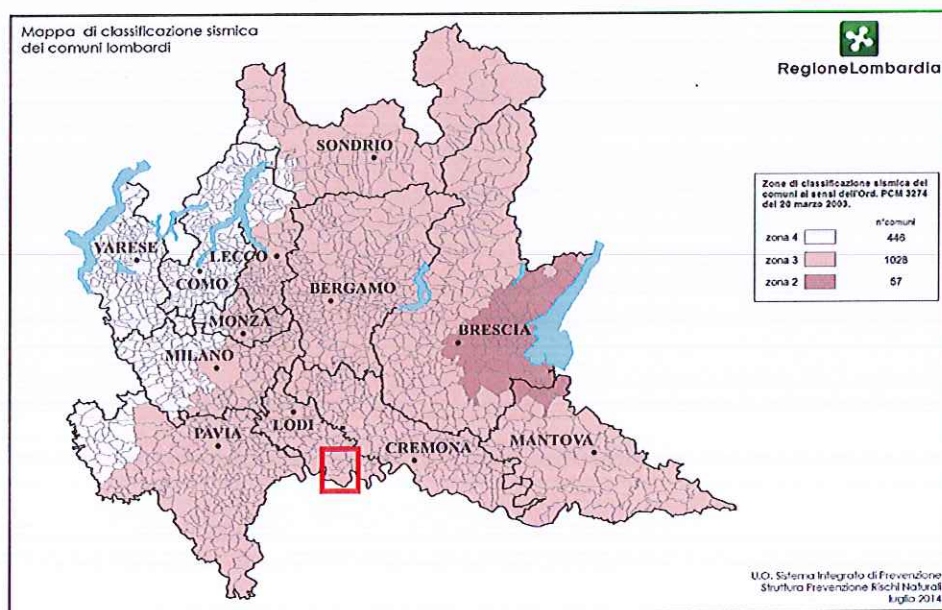 Mappa di classificazione sismica
dei comuni lombardi
RegioneLombardia
SONDRIO
Zone di classificazione sismica dei
comuni ai sensi dell'Ord. PCM 3274
del 20 marzo 2003.
n°comuni
zona 4 446
zona 3 1028
zona 2 57
VARESE
LECCO
COMO
BERGAMO
MONZA
BRESCIA
MILANO
LODI
PAVIA
CREMONA
MANTOVA
U.O. Sistema Integrato di Prevenzione
Struttura Prevenzione Rischi Naturali
luglio 2014